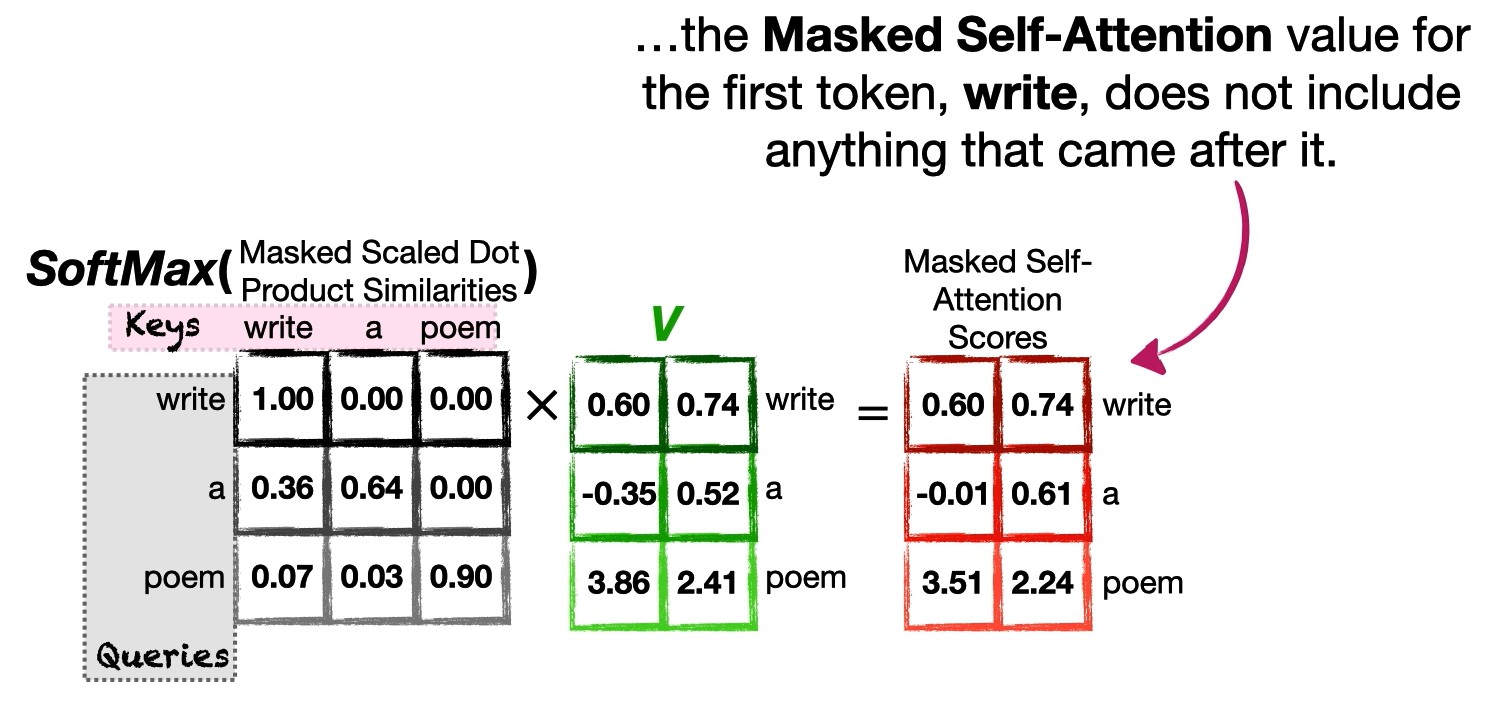 ...the Masked Self-Attention value for
the first token, write, does not include
anything that came after it.
SoftMax(Masked Scaled Dot
Product Similarities)
Keys write a poem
write 1.00 0.00 0.00
a 0.36 0.64 0.00
poem 0.07 0.03 0.90
Queries
×
V
0.60 0.74 write
-0.35 0.52 a
3.86 2.41 poem
=
Masked Self-
Attention
Scores
0.60 0.74 write
-0.01 0.61 a
3.51 2.24 poem